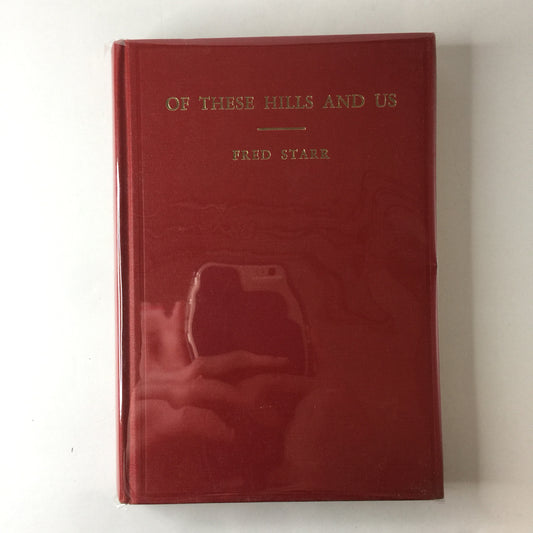 OF THESE HILLS AND US
FRED STARR